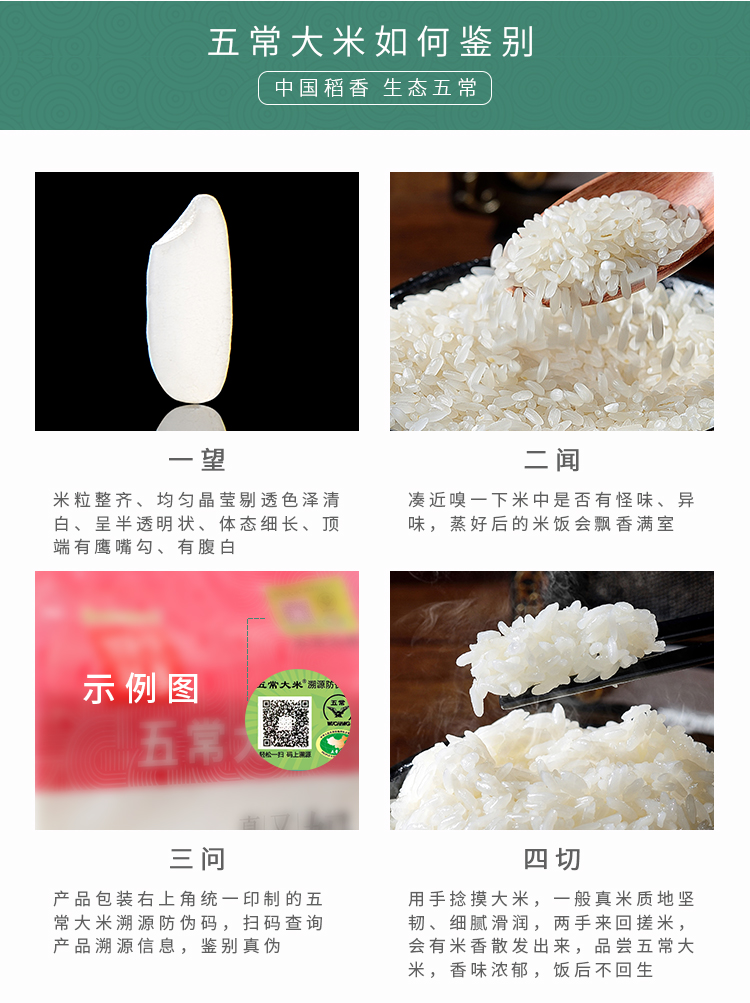 五常大米如何鉴别
中国稻香 生态五常
一望
米粒整齐、均匀晶莹剔透色泽清
白、呈半透明状、体态细长、顶
端有鹰嘴勾、有腹白
二闻
凑近嗅一下米中是否有怪味、异
味，蒸好后的米饭会飘香满室
示例图
五常大米®溯源防伪
五常
WUCHANG
轻松一扫 码上溯源
五常大
三问
产品包装右上角统一印制的五
常大米溯源防伪码，扫码查询
产品溯源信息，鉴别真伪
四切
用手捻摸大米，一般真米质地坚
韧、细腻滑润，两手来回搓米，
会有米香散发出来，品尝五常大
米，香味浓郁，饭后不回生